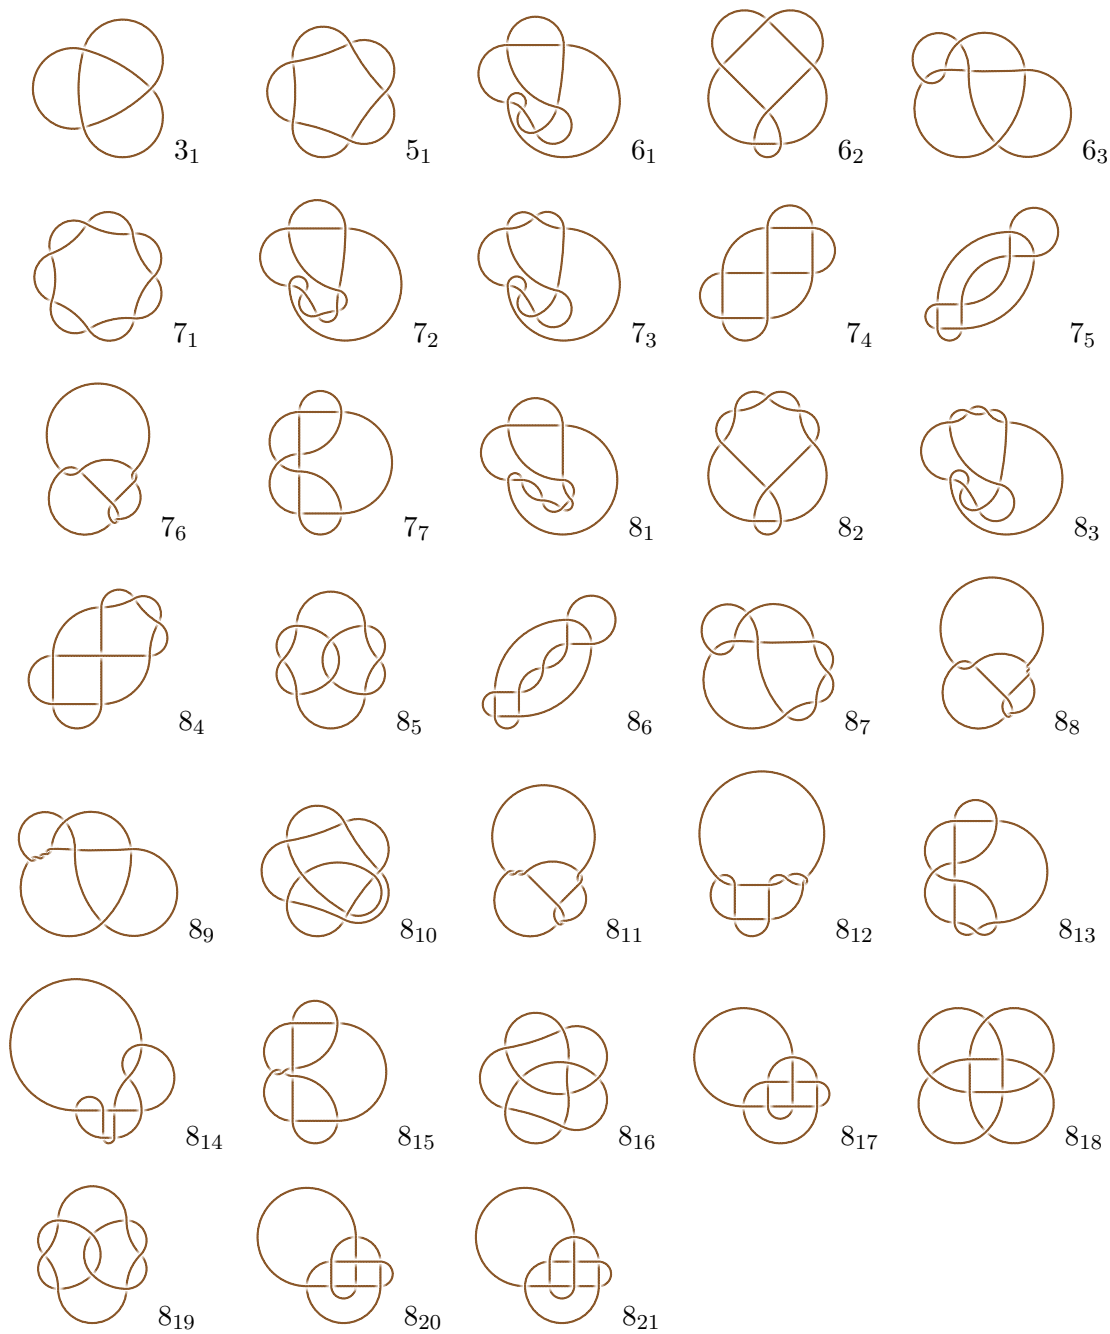 3₁ 5₁ 6₁ 6₂ 6₃
7₁ 7₂ 7₃ 7₄ 7₅
7₆ 7₇ 8₁ 8₂ 8₃
8₄ 8₅ 8₆ 8₇ 8₈
8₉ 8₁₀ 8₁₁ 8₁₂ 8₁₃
8₁₄ 8₁₅ 8₁₆ 8₁₇ 8₁₈
8₁₉ 8₂₀ 8₂₁